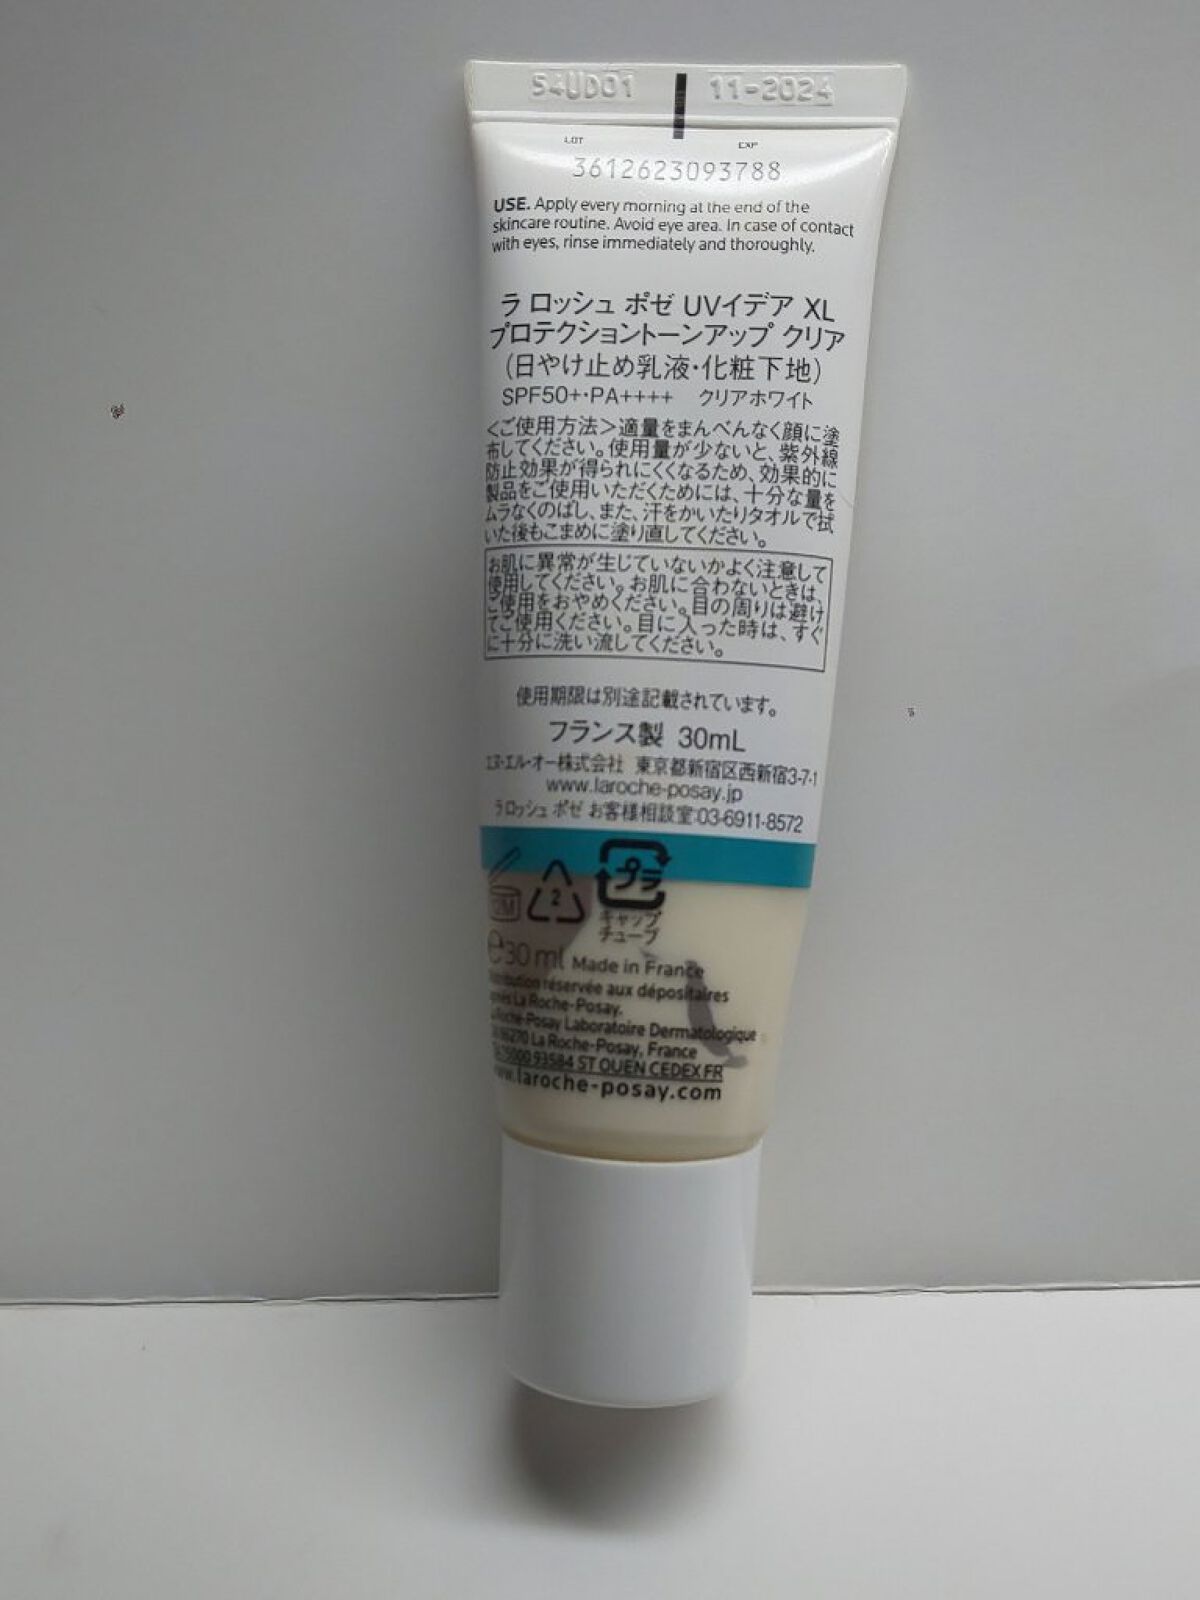 54UD01 11-2024
LOT EXP
3612623093788
USE. Apply every morning at the end of the
skincare routine. Avoid eye area. In case of contact
with eyes, rinse immediately and thoroughly.
ラ ロッシュ ポゼ UVイデア XL
プロテクショントーンアップ クリア
(日やけ止め乳液・化粧下地)
SPF50+・PA++++ クリアホワイト
<ご使用方法>適量をまんべんなく顔に塗
布してください。使用量が少ないと、紫外線
防止効果が得られにくくなるため、効果的に
製品をご使用いただくためには、十分な量を
ムラなくのばし、また、汗をかいたりタオルで拭
いた後もこまめに塗り直してください。
お肌に異常が生じていないかよく注意して
使用してください。お肌に合わないときは、
ご使用をおやめください。目の周りは避け
てご使用ください。目に入った時は、すぐ
に十分に洗い流してください。
使用期限は別途記載されています。
フランス製 30mL
エヌ・エル・オー株式会社 東京都新宿区西新宿3-7-1
www.laroche-posay.jp
ラ ロッシュ ポゼ お客様相談室:03-6911-8572
12M 2 プラ
キャップ
チューブ
e30 ml Made in France
réservée aux dépositaires
La Roche-Posay.
Roche-Posay Laboratoire Dermatologique
86270 La Roche-Posay, France
93584 ST OUEN CEDEX FR
www.laroche-posay.com